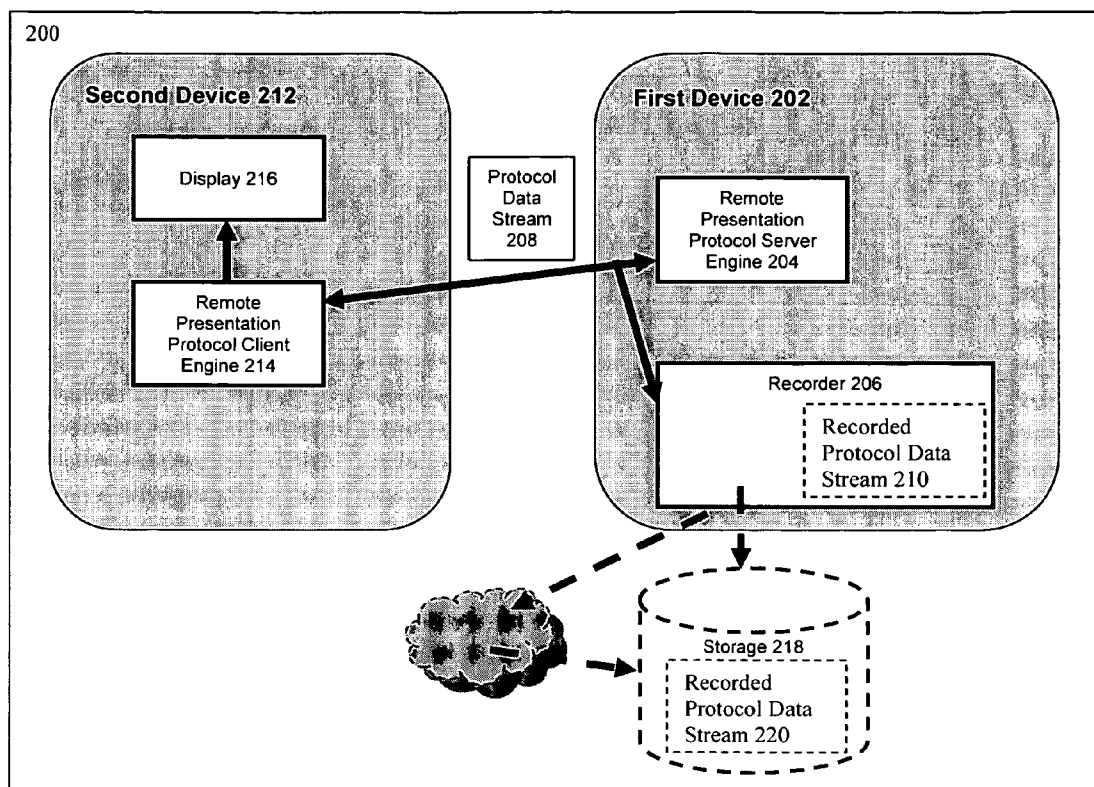 200
Second Device 212
Display 216
Remote
Presentation
Protocol Client
Engine 214
Protocol
Data
Stream
208
First Device 202
Remote
Presentation
Protocol Server
Engine 204
Recorder 206
Recorded
Protocol Data
Stream 210
Storage 218
Recorded
Protocol Data
Stream 220